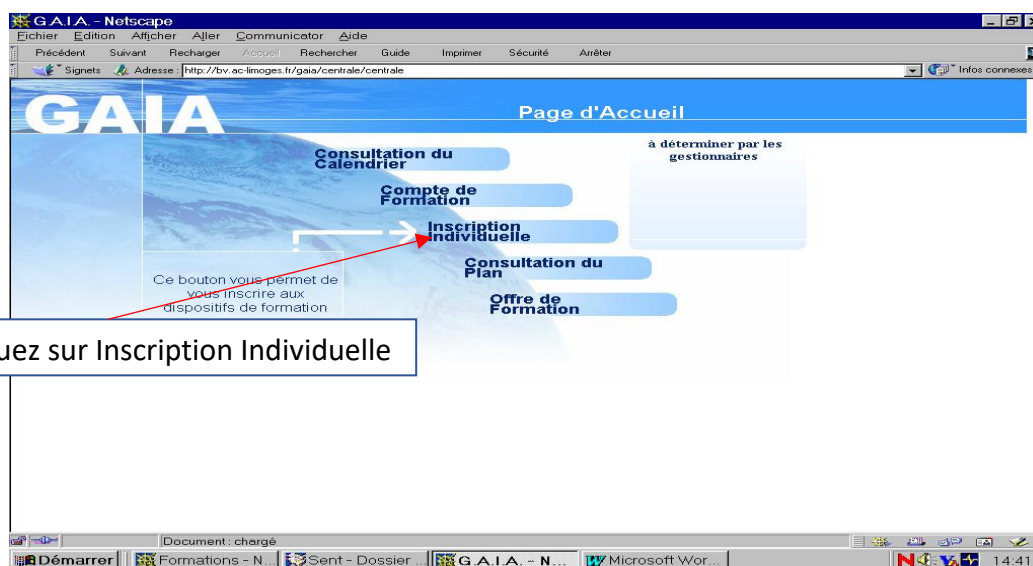 G.A.I.A. - Netscape
Fichier Edition Afficher Aller Communicator Aide
Précédent Suivant Recharger Accueil Rechercher Guide Imprimer Sécurité Arrêter
Signets Adresse : http://bv.ac-limoges.fr/gaia/centrale/centrale Infos connexes
GAIA
Page d'Accueil
Consultation du
Calendrier
à déterminer par les
gestionnaires
Compte de
Formation
Inscription
Individuelle
Consultation du
Plan
Ce bouton vous permet de
vous inscrire aux
dispositifs de formation
Offre de
Formation
uez sur Inscription Individuelle
Document : chargé
Démarrer Formations - N... Sent - Dossier ... G.A.I.A. - N... Microsoft Wor... 14:41